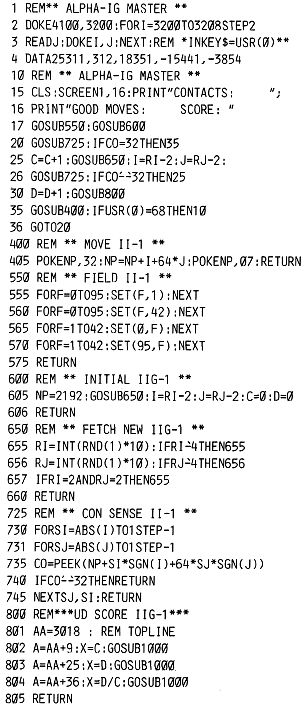 1 REM** ALPHA-IG MASTER **
2 DOKE4100,3200:FORI=3200TO3208STEP2
3 READJ:DOKEI,J:NEXT:REM *INKEY$=USR(0)**
4 DATA25311,312,18351,-15441,-3854
10 REM ** ALPHA-IG MASTER **
15 CLS:SCREEN1,16:PRINT"CONTACTS:     ";
16 PRINT"GOOD MOVES:     SCORE: "
17 GOSUB550:GOSUB600
20 GOSUB725:IFCO=32THEN35
25 C=C+1:GOSUB650:I=RI-2:J=RJ-2:
26 GOSUB725:IFCO<>32THEN25
30 D=D+1:GOSUB800
35 GOSUB400:IFUSR(0)=68THEN10
36 GOTO20
400 REM ** MOVE II-1 **
405 POKENP,32:NP=NP+I+64*J:POKENP,07:RETURN
550 REM ** FIELD II-1 **
555 FORF=0TO95:SET(F,1):NEXT
560 FORF=0TO95:SET(F,42):NEXT
565 FORF=1TO42:SET(0,F):NEXT
570 FORF=1TO42:SET(95,F):NEXT
575 RETURN
600 REM ** INITIAL IIG-1 **
605 NP=2192:GOSUB650:I=RI-2:J=RJ-2:C=0:D=0
606 RETURN
650 REM ** FETCH NEW IIG-1 **
655 RI=INT(RND(1)*10):IFRI>4THEN655
656 RJ=INT(RND(1)*10):IFRJ>4THEN656
657 IFRI=2ANDRJ=2THEN655
660 RETURN
725 REM ** CON SENSE II-1 **
730 FORSI=ABS(I)TO1STEP-1
731 FORSJ=ABS(J)TO1STEP-1
735 CO=PEEK(NP+SI*SGN(I)+64*SJ*SGN(J))
740 IFCO<>32THENRETURN
745 NEXTSJ,SI:RETURN
800 REM***UD SCORE IIG-1***
801 AA=3018 : REM TOPLINE
802 A=AA+9:X=C:GOSUB1000
803 A=AA+25:X=D:GOSUB1000
804 A=AA+36:X=D/C:GOSUB1000
805 RETURN